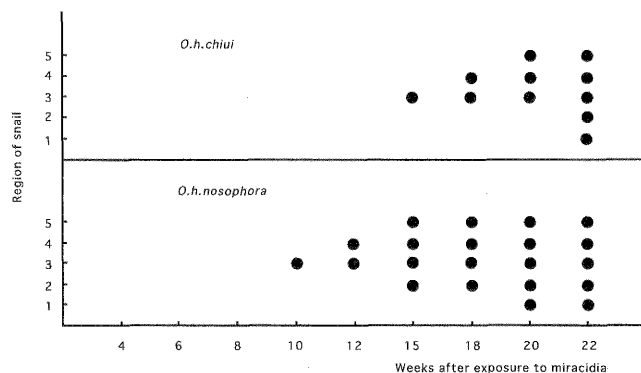 O.h.chiui
5
4
3
2
1
Region of snail
O.h.nosophora
5
4
3
2
1
4 6 8 10 12 15 18 20 22
Weeks after exposure to miracidia